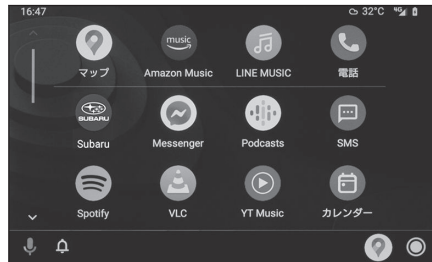 16:47 32°C 4G
music
マップ Amazon Music LINE MUSIC 電話
SUBARU
Subaru Messenger Podcasts SMS
Spotify VLC YT Music カレンダー